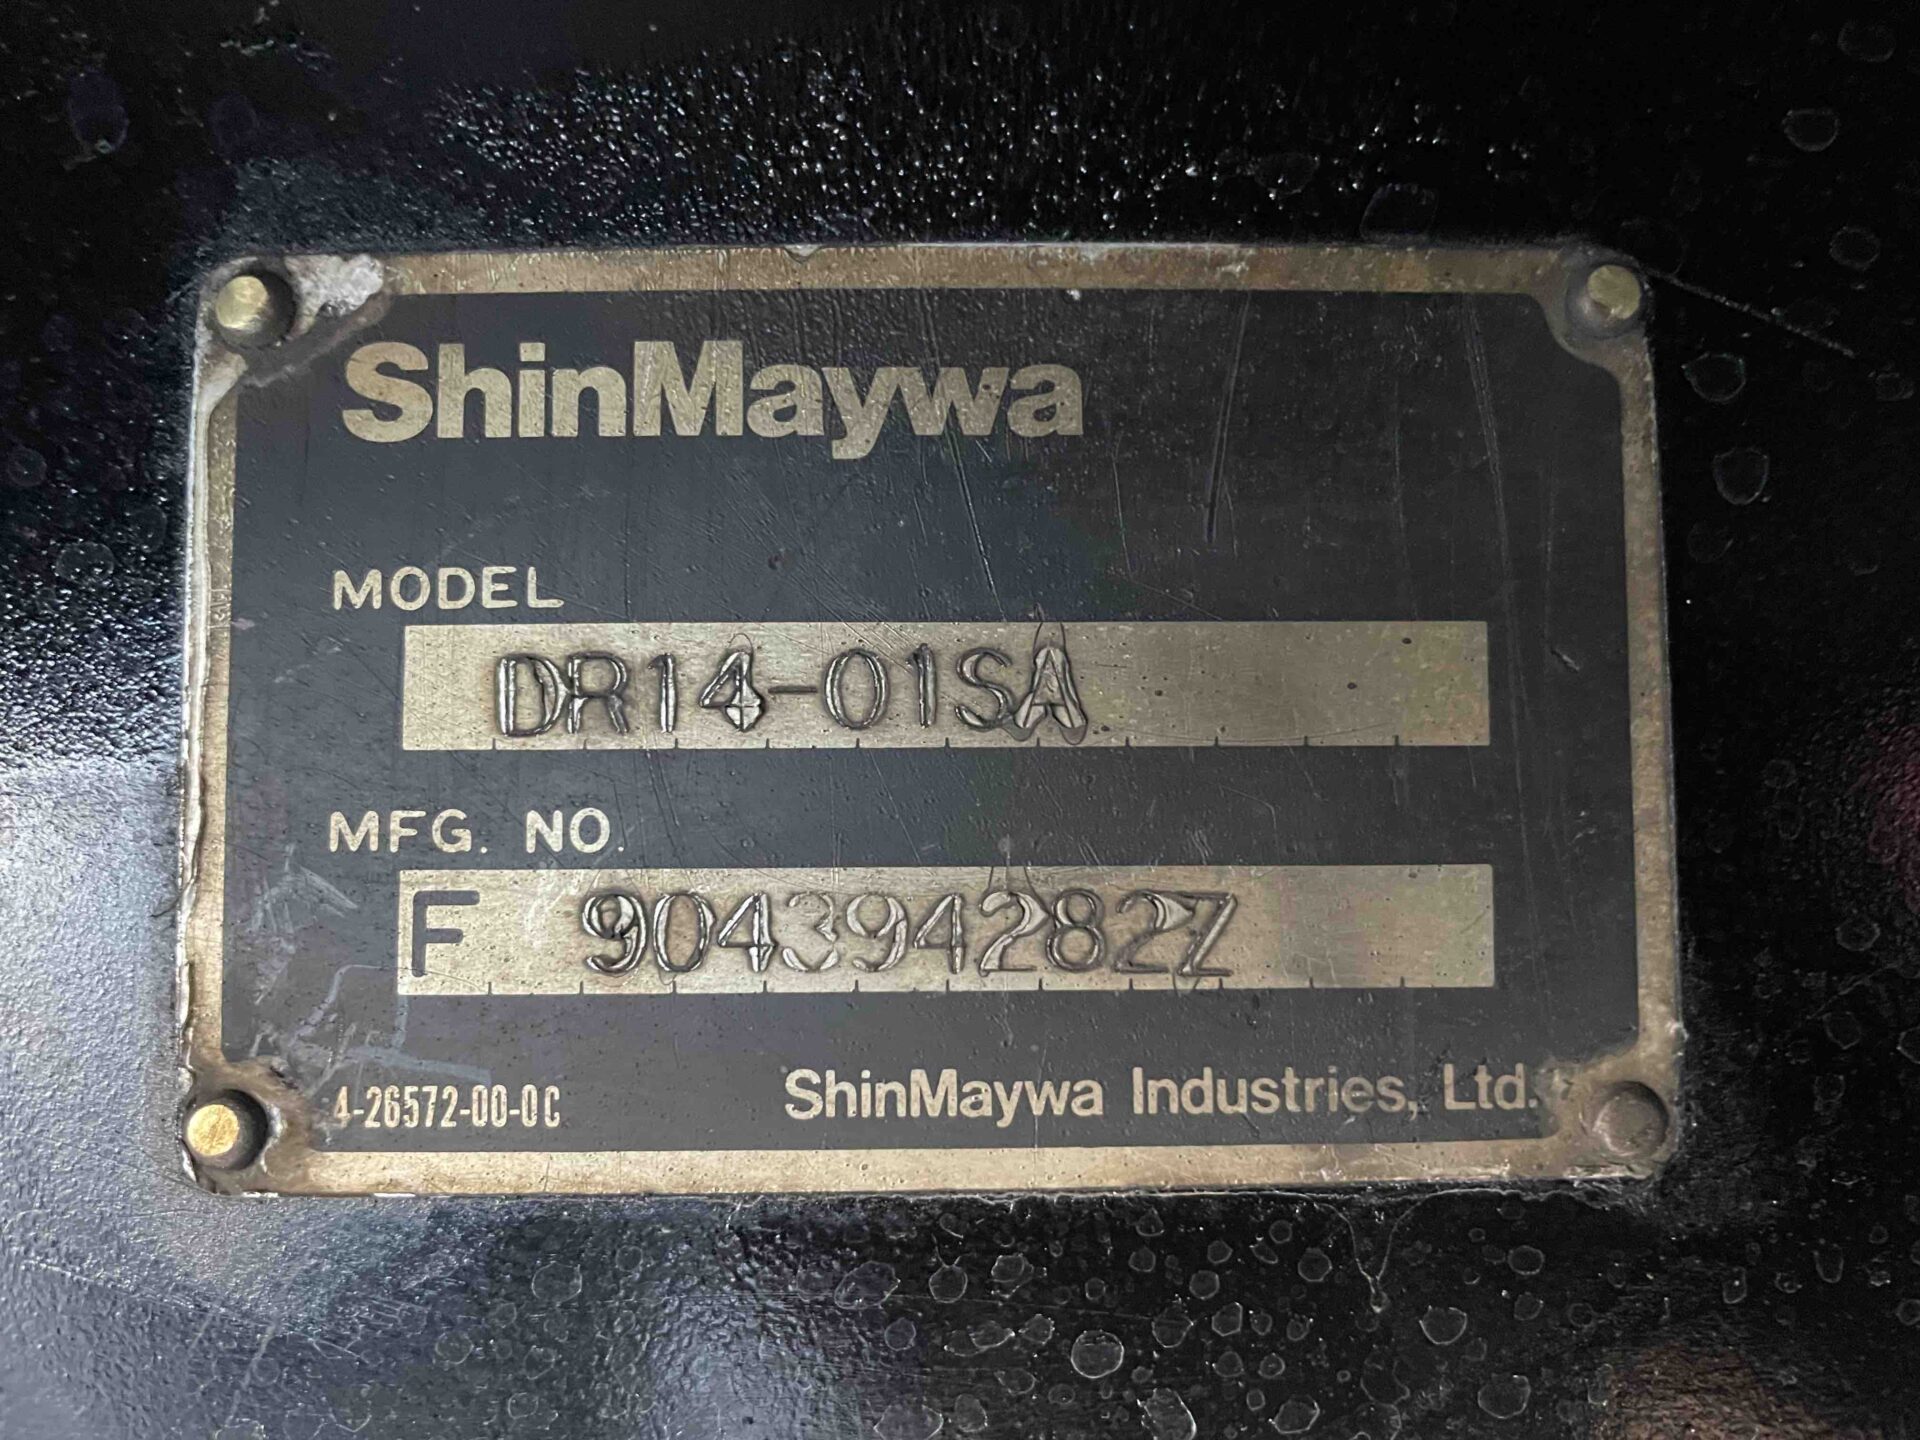 ShinMaywa
MODEL
DR14-01SA
MFG. NO.
F 904394282Z
4-26572-00-0C
ShinMaywa Industries, Ltd.